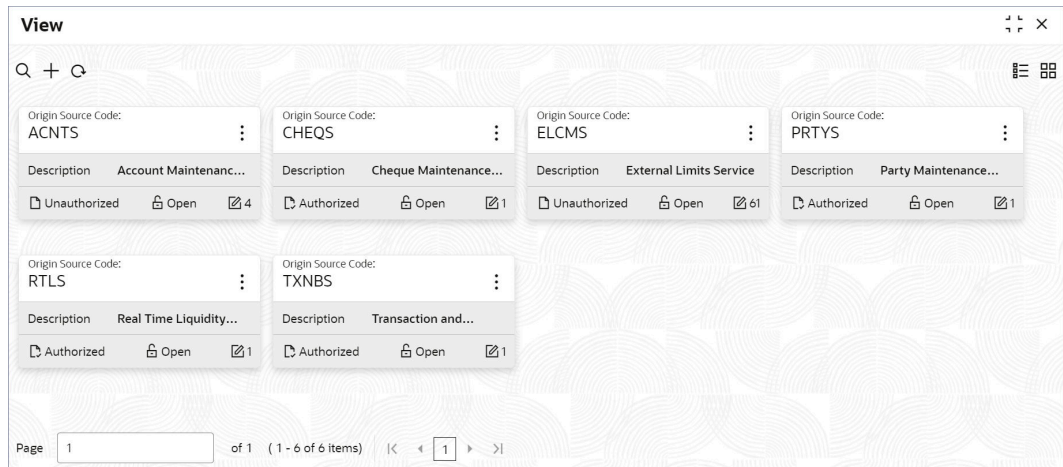 View
Origin Source Code:
ACNTS
Description Account Maintenanc...
Unauthorized Open 4
Origin Source Code:
CHEQS
Description Cheque Maintenance...
Authorized Open 1
Origin Source Code:
ELCMS
Description External Limits Service
Unauthorized Open 61
Origin Source Code:
PRTYS
Description Party Maintenance...
Authorized Open 1
Origin Source Code:
RTLS
Description Real Time Liquidity...
Authorized Open 1
Origin Source Code:
TXNBS
Description Transaction and...
Authorized Open 1
Page 1 of 1 (1 - 6 of 6 items) 1